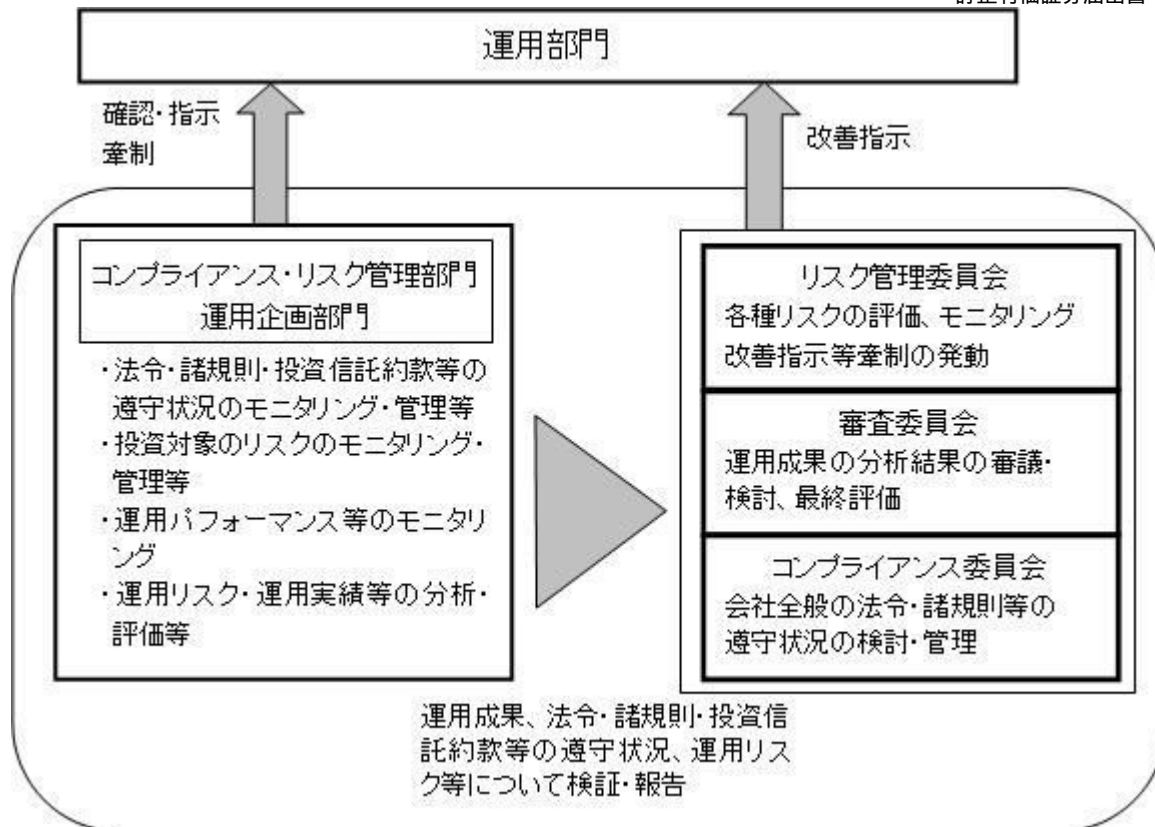 運用部門
確認・指示
牽制
改善指示
コンプライアンス・リスク管理部門
運用企画部門
・法令・諸規則・投資信託約款等の
遵守状況のモニタリング・管理等
・投資対象のリスクのモニタリング・
管理等
・運用パフォーマンス等のモニタリ
ング
・運用リスク・運用実績等の分析・
評価等
リスク管理委員会
各種リスクの評価、モニタリング
改善指示等牽制の発動
審査委員会
運用成果の分析結果の審議・
検討、最終評価
コンプライアンス委員会
会社全般の法令・諸規則等の
遵守状況の検討・管理
運用成果、法令・諸規則・投資信
託約款等の遵守状況、運用リス
ク等について検証・報告